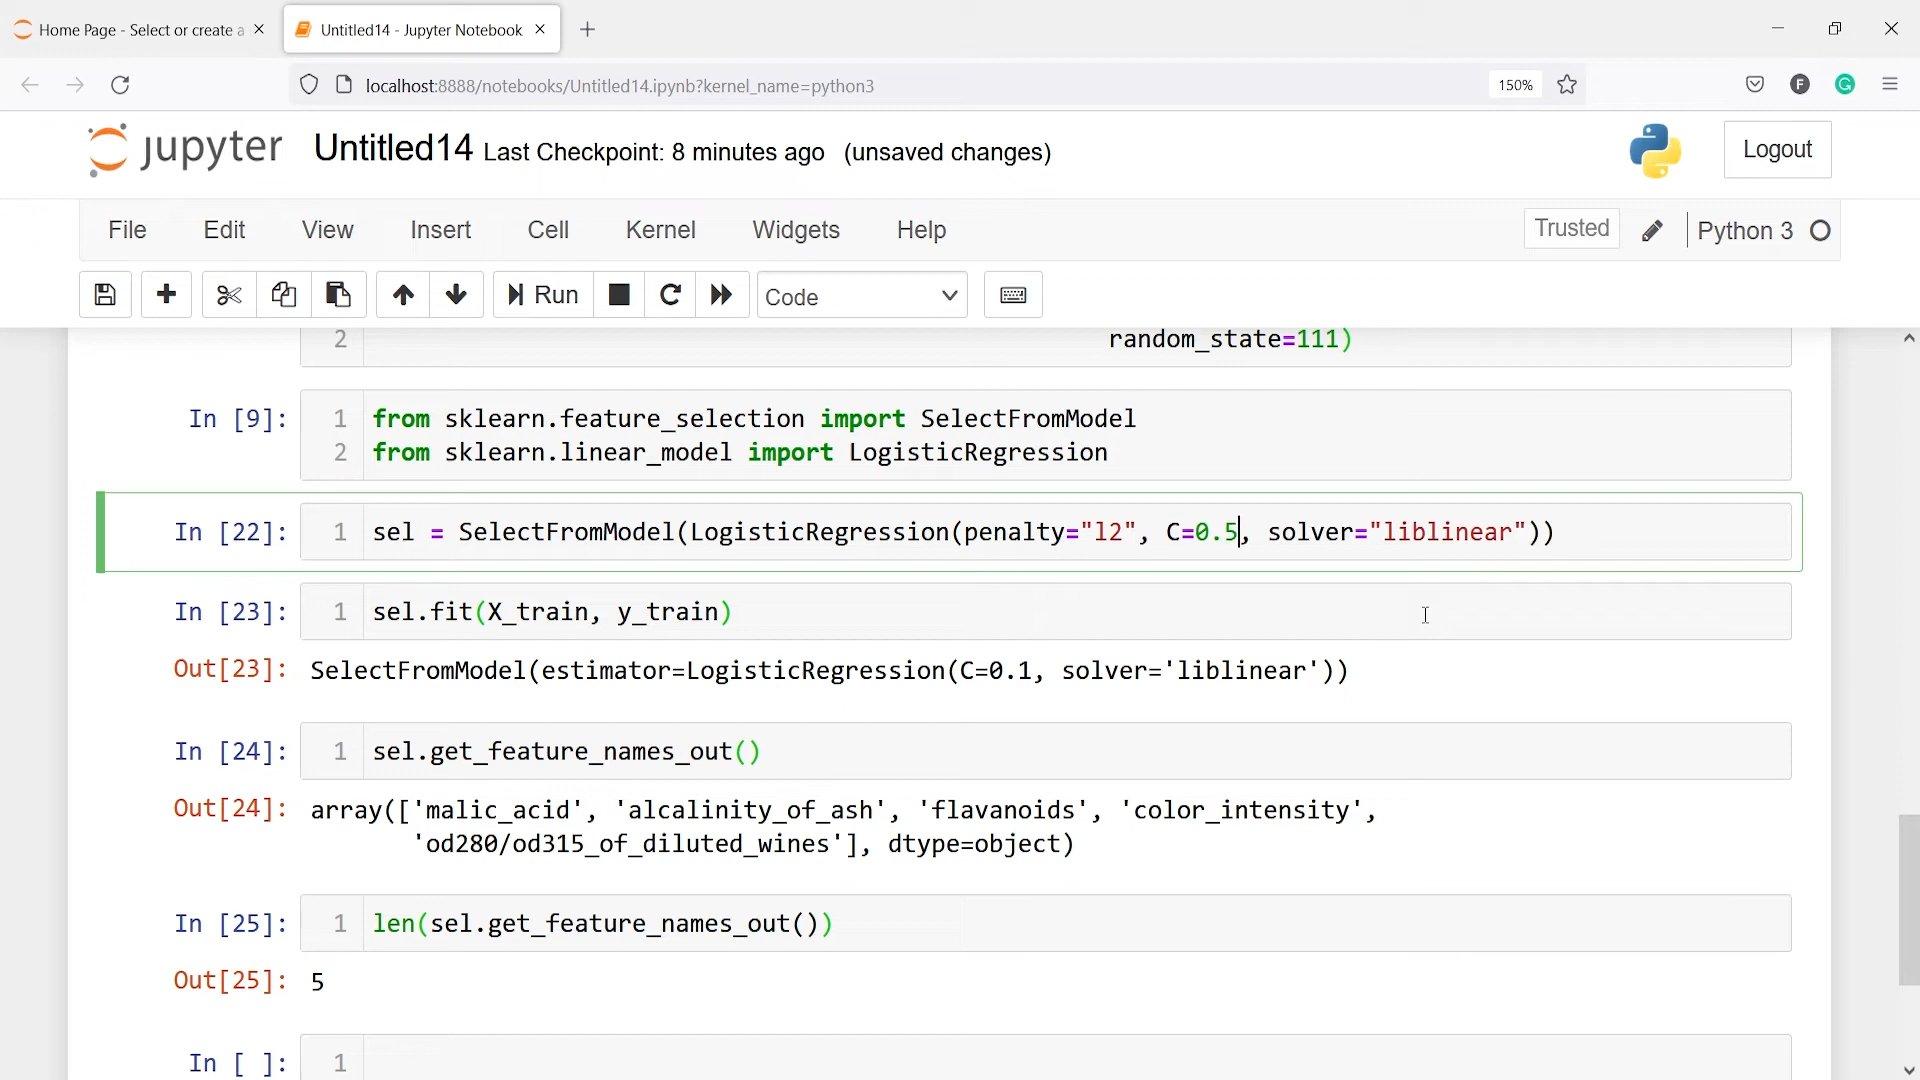 Home Page - Select or create a
Untitled14 - Jupyter Notebook
localhost:8888/notebooks/Untitled14.ipynb?kernel_name=python3
150%
F
G
jupyter Untitled14 Last Checkpoint: 8 minutes ago (unsaved changes)
Logout
File Edit View Insert Cell Kernel Widgets Help
Trusted
Python 3
Run
Code
2 random_state=111)
In [9]: 1 from sklearn.feature_selection import SelectFromModel
2 from sklearn.linear_model import LogisticRegression
In [22]: 1 sel = SelectFromModel(LogisticRegression(penalty="l2", C=0.5, solver="liblinear"))
In [23]: 1 sel.fit(X_train, y_train)
Out[23]: SelectFromModel(estimator=LogisticRegression(C=0.1, solver='liblinear'))
In [24]: 1 sel.get_feature_names_out()
Out[24]: array(['malic_acid', 'alcalinity_of_ash', 'flavanoids', 'color_intensity',
'od280/od315_of_diluted_wines'], dtype=object)
In [25]: 1 len(sel.get_feature_names_out())
Out[25]: 5
In [ ]: 1